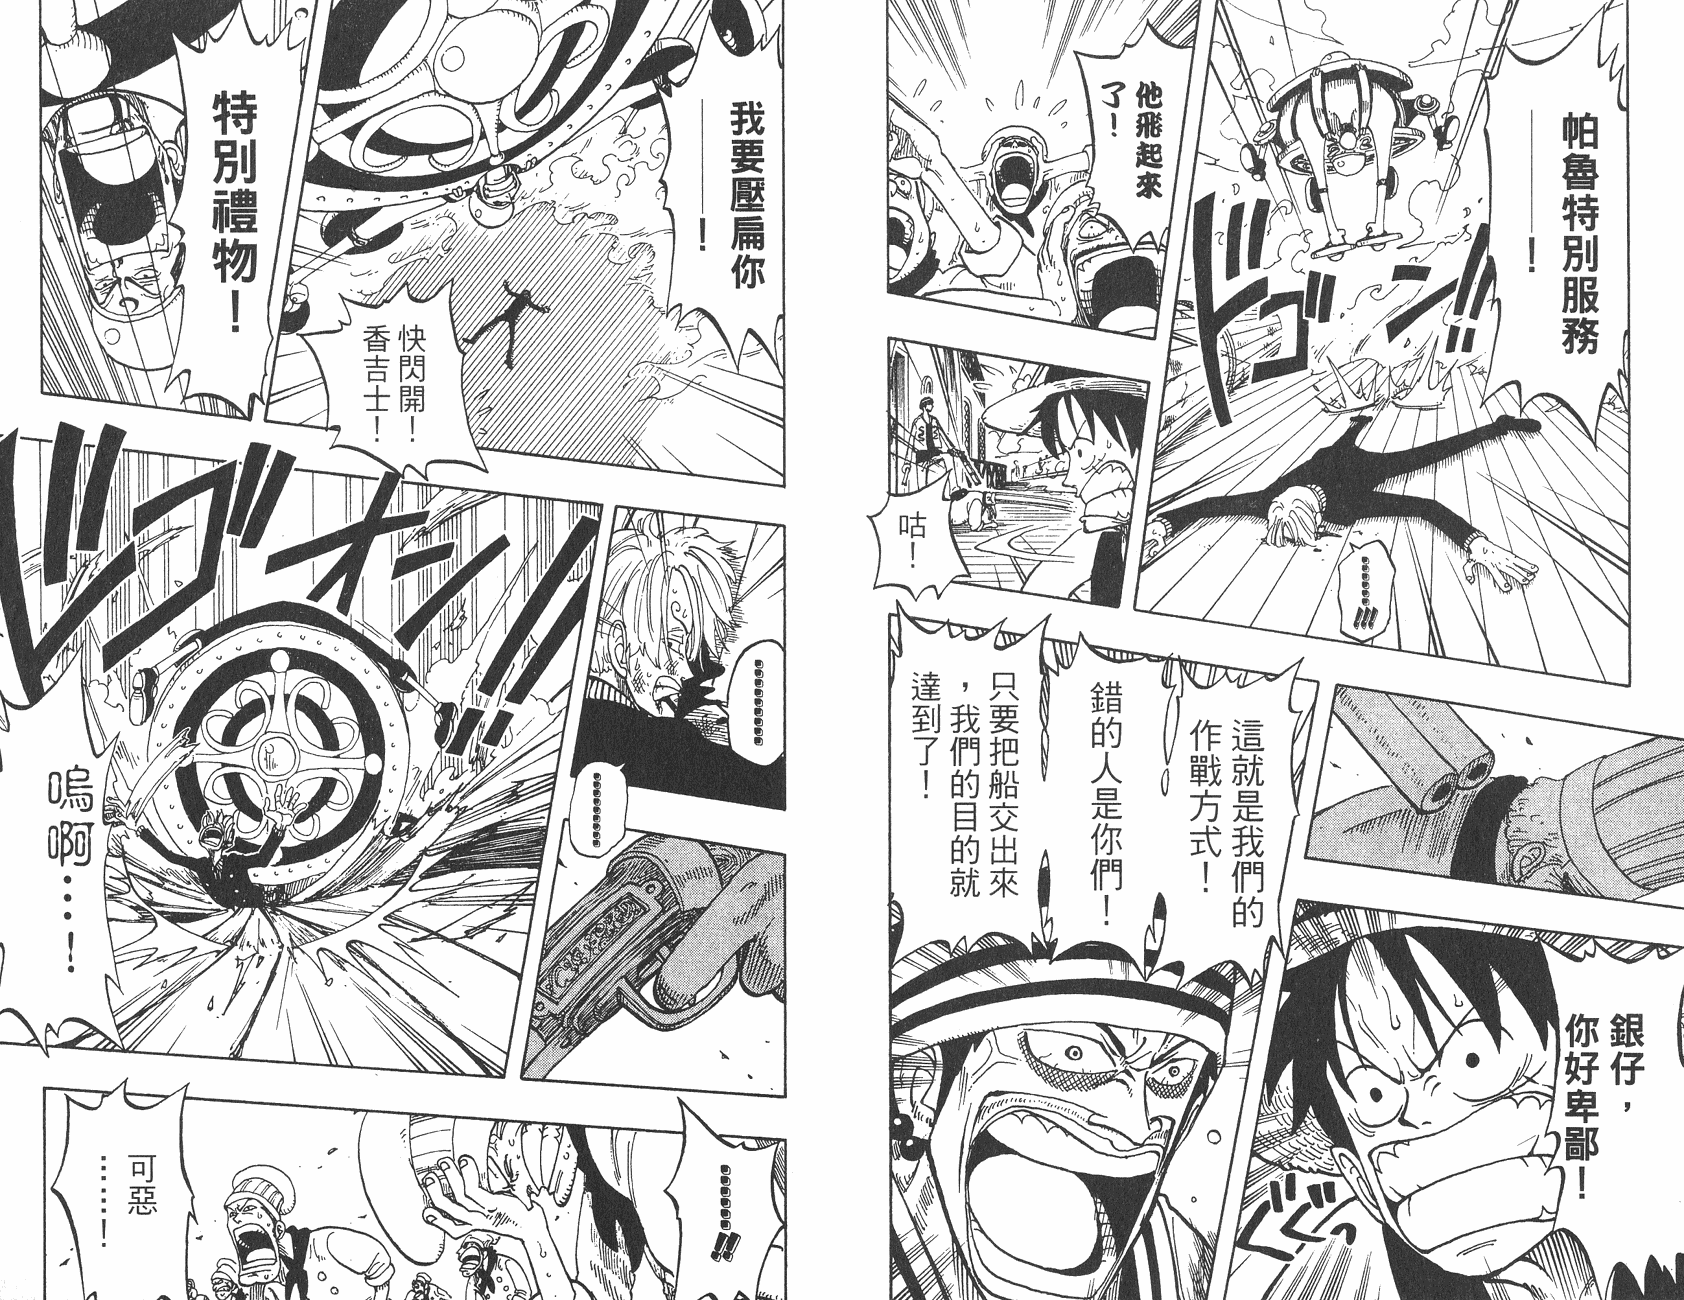 帕魯特別服務
——！
他飛起來
了！
ドゴン!!
………!!!
咕！
這就是我們的
作戰方式！
錯的人是你們！
只要把船交出來
，我們的目的就
達到了！
銀仔，
你好卑鄙！
ぐぐぐ
我要壓扁你
——！
快閃開！
香吉士！
特別禮物！
…………
…………
ドゴオン!!
嗚啊…‥！
………!!
可惡
……！